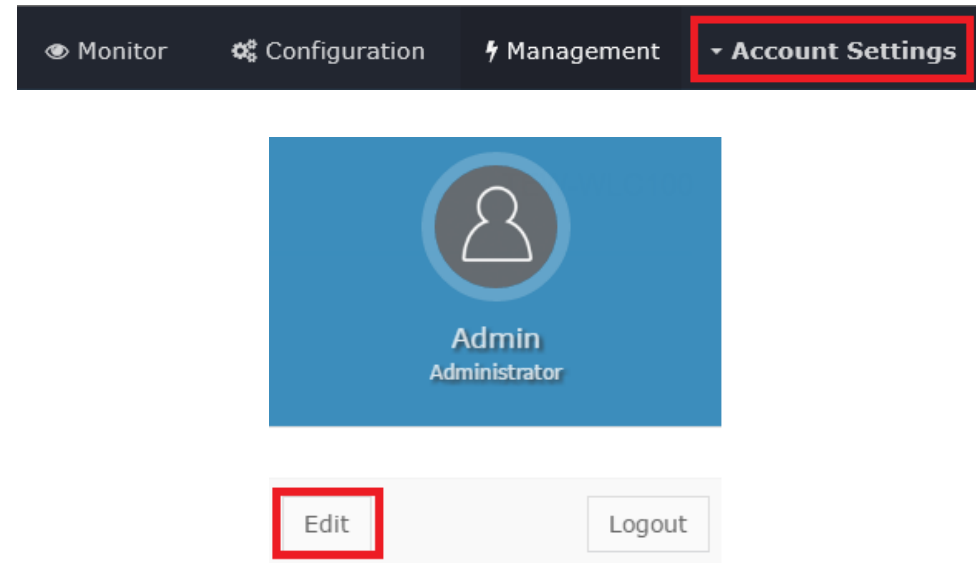 Monitor Configuration Management Account Settings
Admin
Administrator
Edit Logout